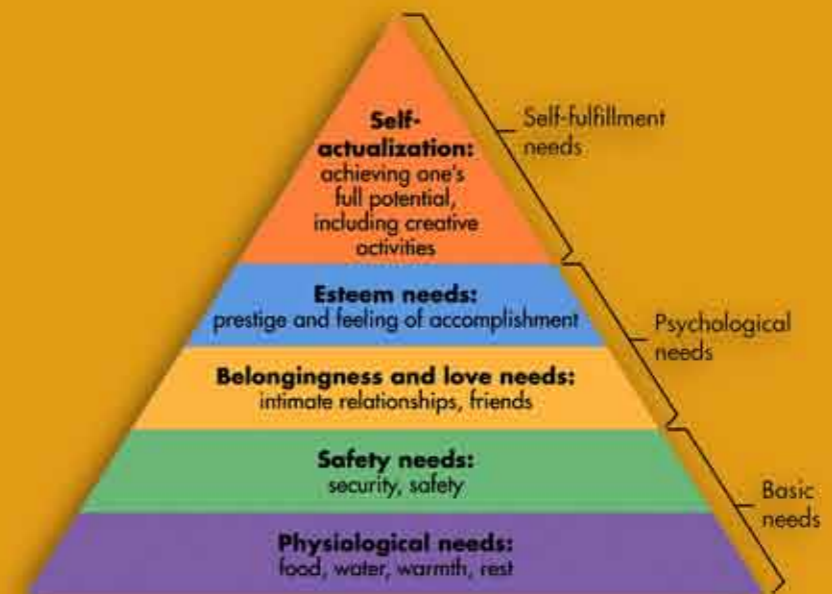 Self-
actualization:
achieving one's
full potential,
including creative
activities
Self-fulfillment
needs
Esteem needs:
prestige and feeling of accomplishment
Psychological
needs
Belongingness and love needs:
intimate relationships, friends
Safety needs:
security, safety
Basic
needs
Physiological needs:
food, water, warmth, rest